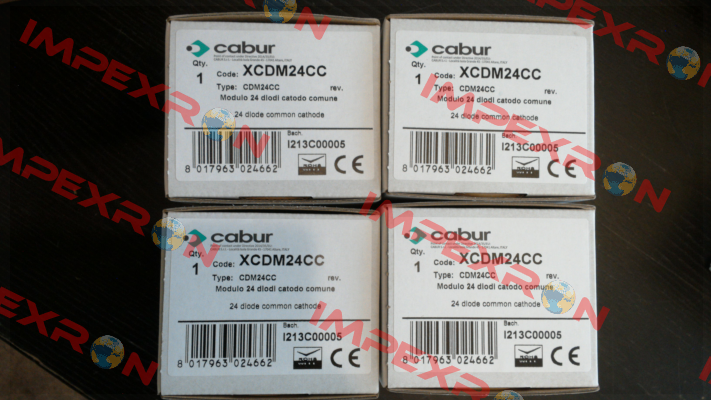 cabur
Qty.
1
Code: XCDM24CC
Type: CDM24CC rev.
Modulo 24 diodi catodo comune
24 diode common cathode
Bach.
I213C00005
8 017963 024662
CE
cabur
Qty.
1
Code: XCDM24CC
Type: CDM24CC rev.
Modulo 24 diodi catodo comune
24 diode common cathode
Bach.
I213C00005
8 017963 024662
CE
cabur
Qty.
1
Code: XCDM24CC
Type: CDM24CC rev.
Modulo 24 diodi catodo comune
24 diode common cathode
Bach.
I213C00005
8 017963 024662
CE
cabur
Qty.
1
Code: XCDM24CC
Type: CDM24CC rev.
Modulo 24 diodi catodo comune
24 diode common cathode
Bach.
I213C00005
8 017963 024662
CE
IMPEXRON
IMPEXRON
IMPEXRON
IMPEXRON
IMPEXRON